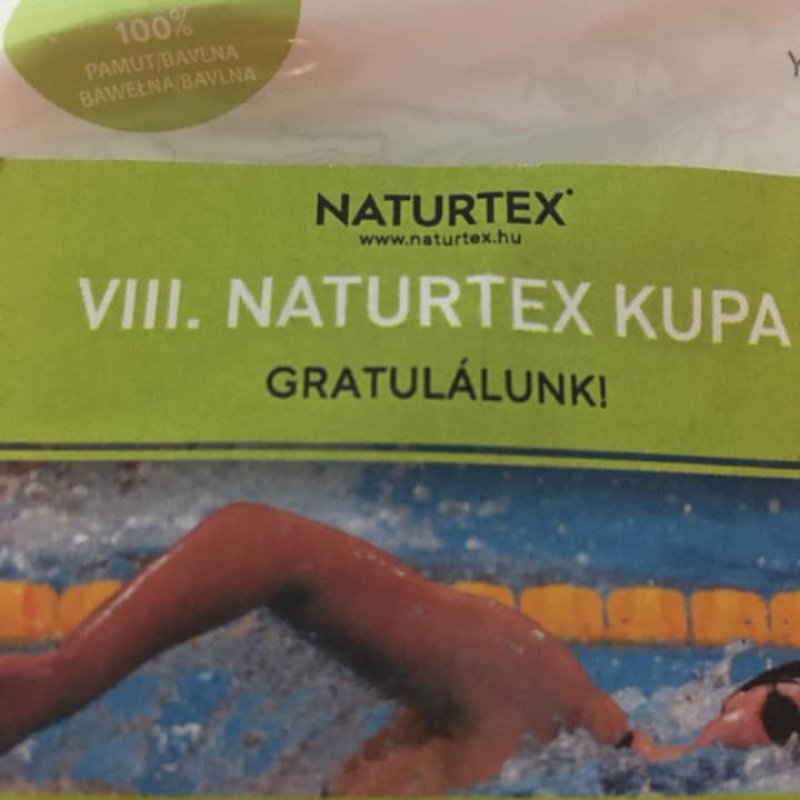 100%
PAMUT/BAVLNA
BAWEŁNA/BAVLNA
NATURTEX
www.naturtex.hu
VIII. NATURTEX KUPA
GRATULÁLUNK!